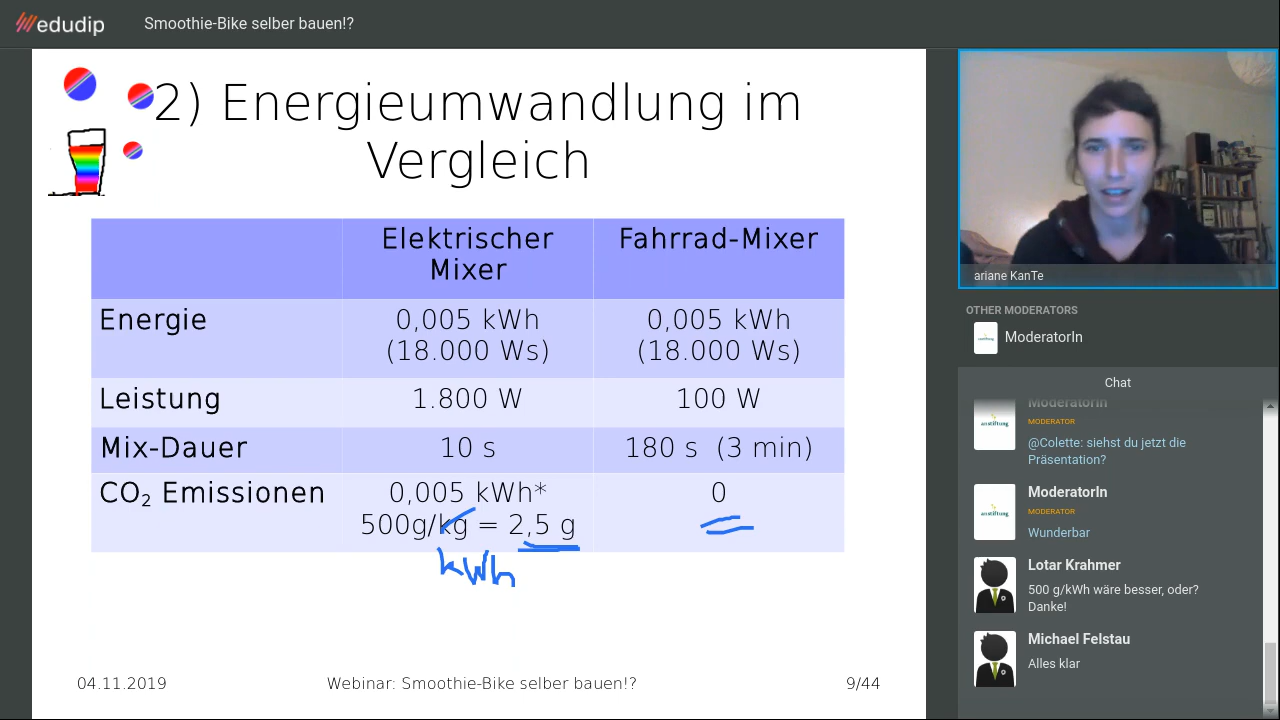 edudip
Smoothie-Bike selber bauen!?
2) Energieumwandlung im
Vergleich
Elektrischer
Mixer
Fahrrad-Mixer
Energie
0,005 kWh
(18.000 Ws)
0,005 kWh
(18.000 Ws)
Leistung
1.800 W
100 W
Mix-Dauer
10 s
180 s (3 min)
CO₂ Emissionen
0,005 kWh*
500g/kg = 2,5 g
0
kWh
04.11.2019
Webinar: Smoothie-Bike selber bauen!?
9/44
ariane KanTe
OTHER MODERATORS
ModeratorIn
Chat
ModeratorIn
MODERATOR
@Colette: siehst du jetzt die
Präsentation?
ModeratorIn
MODERATOR
Wunderbar
Lotar Krahmer
500 g/kWh wäre besser, oder?
Danke!
Michael Felstau
Alles klar